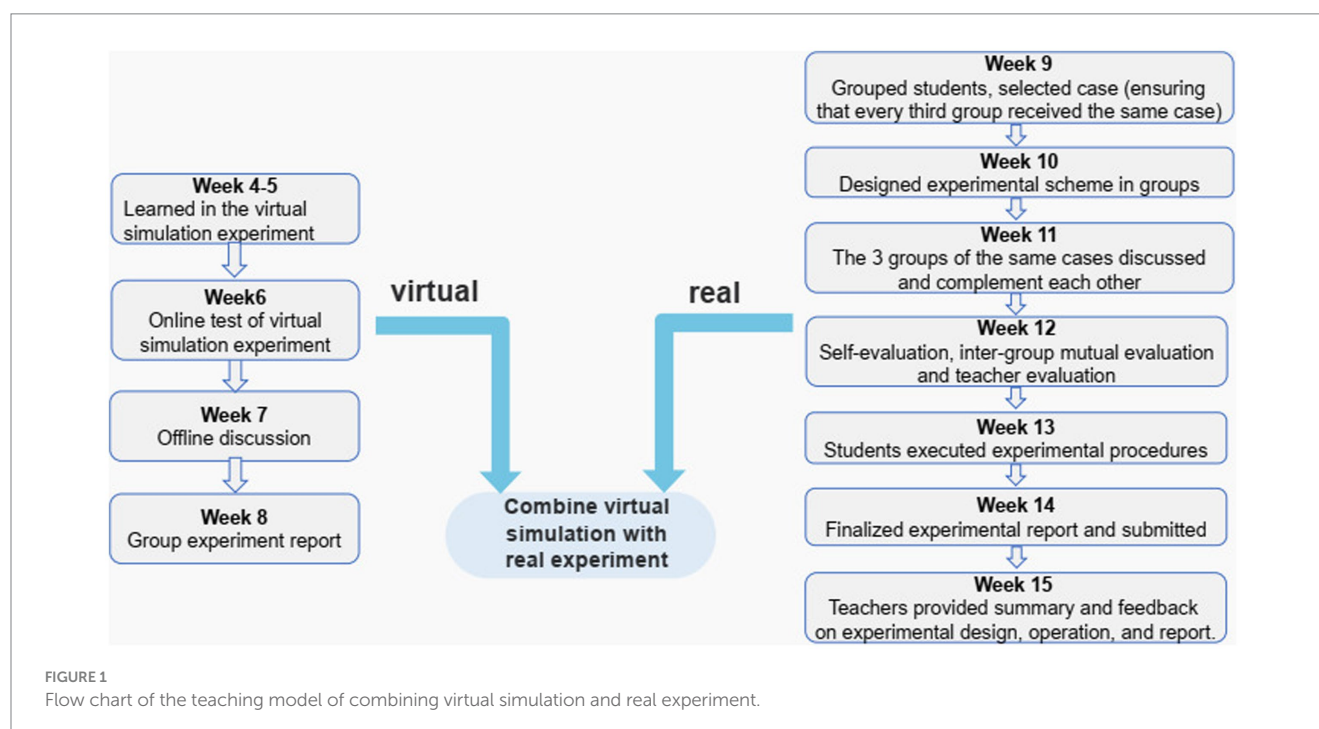 Week 4-5
Learned in the virtual
simulation experiment
Week6
Online test of virtual
simulation experiment
Week 7
Offline discussion
Week 8
Group experiment report
virtual
real
Combine virtual
simulation with
real experiment
Week 9
Grouped students, selected case (ensuring
that every third group received the same case)
Week 10
Designed experimental scheme in groups
Week 11
The 3 groups of the same cases discussed
and complement each other
Week 12
Self-evaluation, inter-group mutual evaluation
and teacher evaluation
Week 13
Students executed experimental procedures
Week 14
Finalized experimental report and submitted
Week 15
Teachers provided summary and feedback
on experimental design, operation, and report.
FIGURE 1
Flow chart of the teaching model of combining virtual simulation and real experiment.